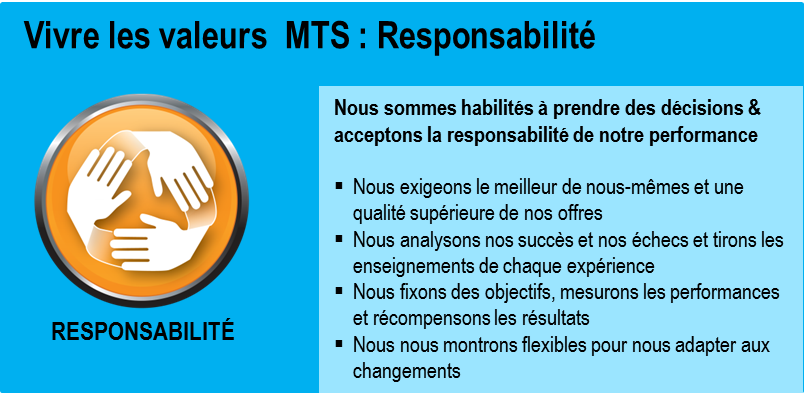 Vivre les valeurs  MTS : Responsabilité
Nous sommes habilités à prendre des décisions &
acceptons la responsabilité de notre performance
▪ Nous exigeons le meilleur de nous-mêmes et une
qualité supérieure de nos offres
▪ Nous analysons nos succès et nos échecs et tirons les
enseignements de chaque expérience
▪ Nous fixons des objectifs, mesurons les performances
et récompensons les résultats
▪ Nous nous montrons flexibles pour nous adapter aux
changements
RESPONSABILITÉ